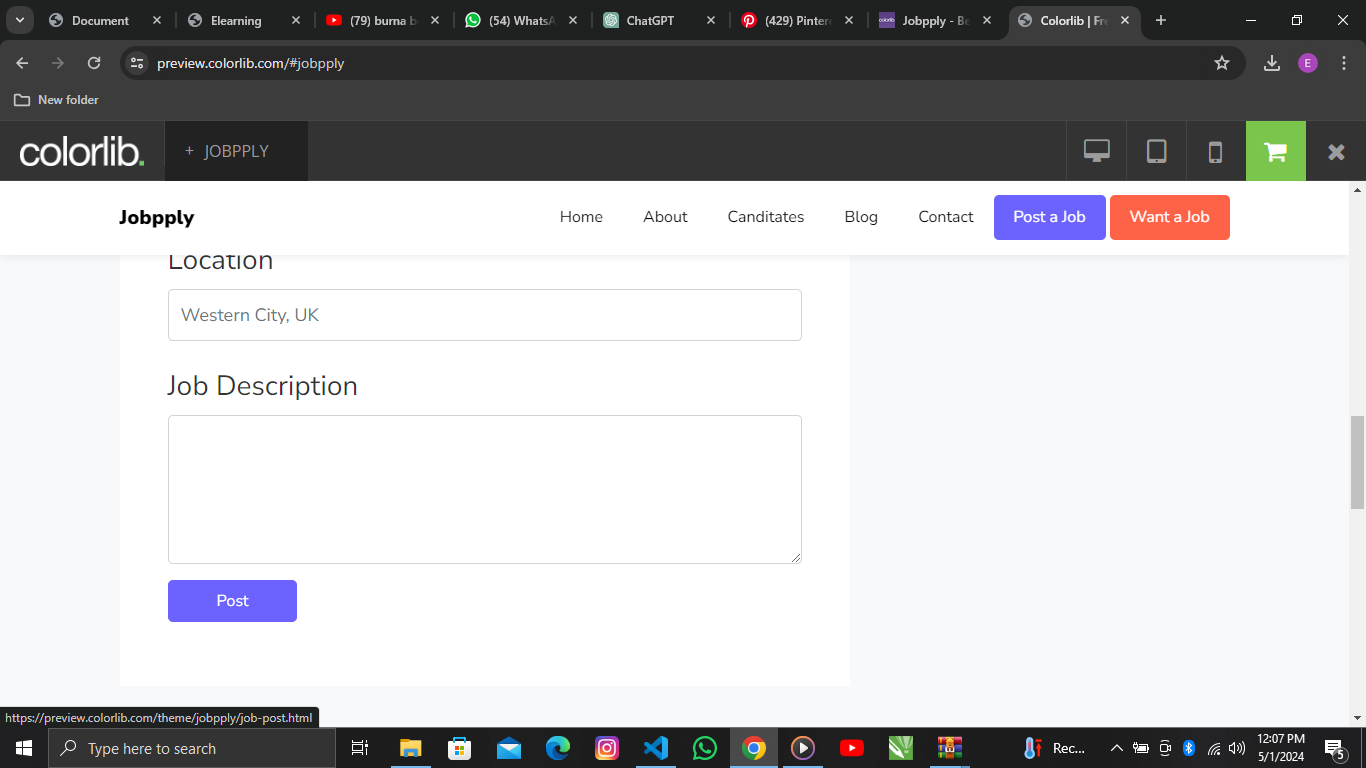 Document
Elearning
(79) burna b
(54) WhatsA
ChatGPT
(429) Pinter
colorlib
Jobpply - Be
Colorlib | Fre
preview.colorlib.com/#jobpply
E
New folder
colorlib.
+ JOBPPLY
Jobpply
Home
About
Canditates
Blog
Contact
Post a Job
Want a Job
Location
Western City, UK
Job Description
Post
https://preview.colorlib.com/theme/jobpply/job-post.html
Type here to search
Rec...
12:07 PM
5/1/2024
5